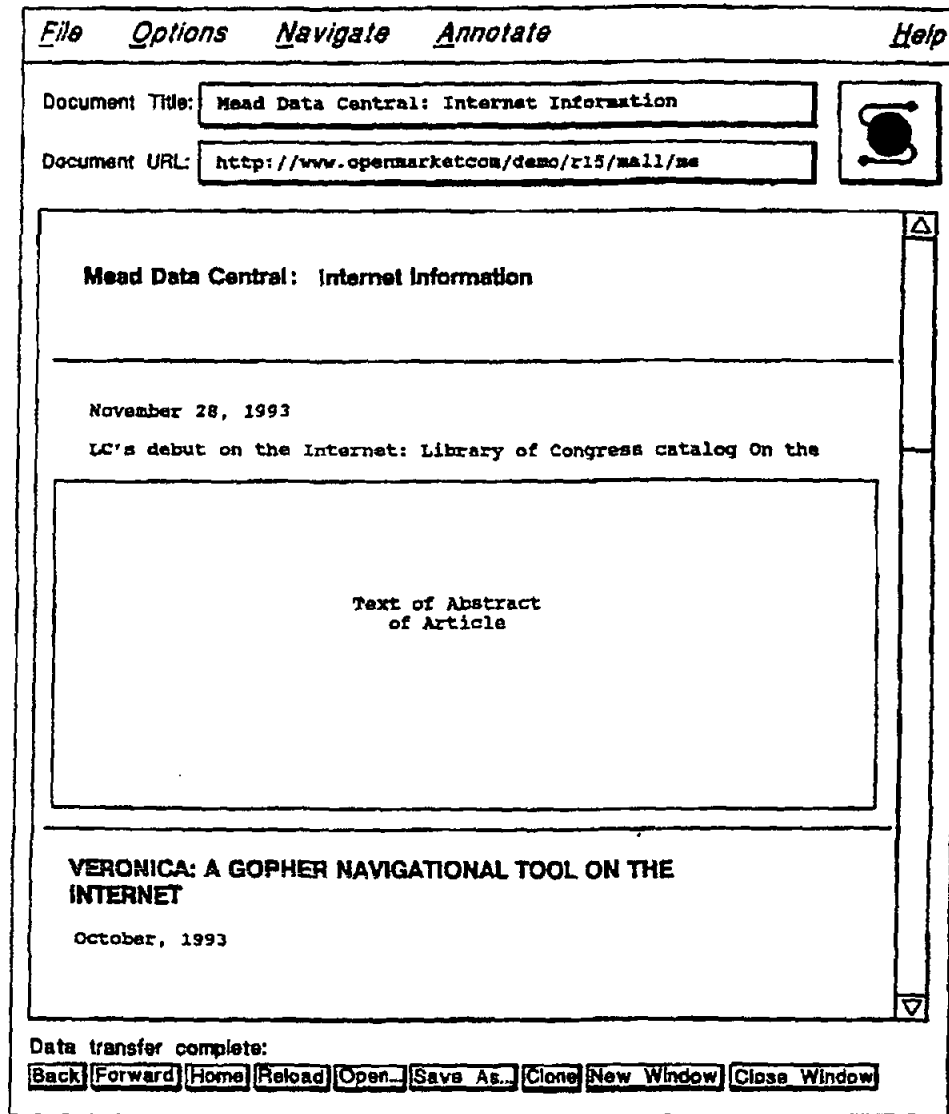 File Options Navigate Annotate Help
Document Title: Mead Data Central: Internet Information
Document URL: http://www.openmarketcom/demo/r15/mall/me
Mead Data Central: Internet Information
November 28, 1993
LC's debut on the Internet: Library of Congress catalog On the
Text of Abstract
of Article
VERONICA: A GOPHER NAVIGATIONAL TOOL ON THE
INTERNET
October, 1993
Data transfer complete:
Back Forward Home Reload Open... Save As... Clone New Window Close Window